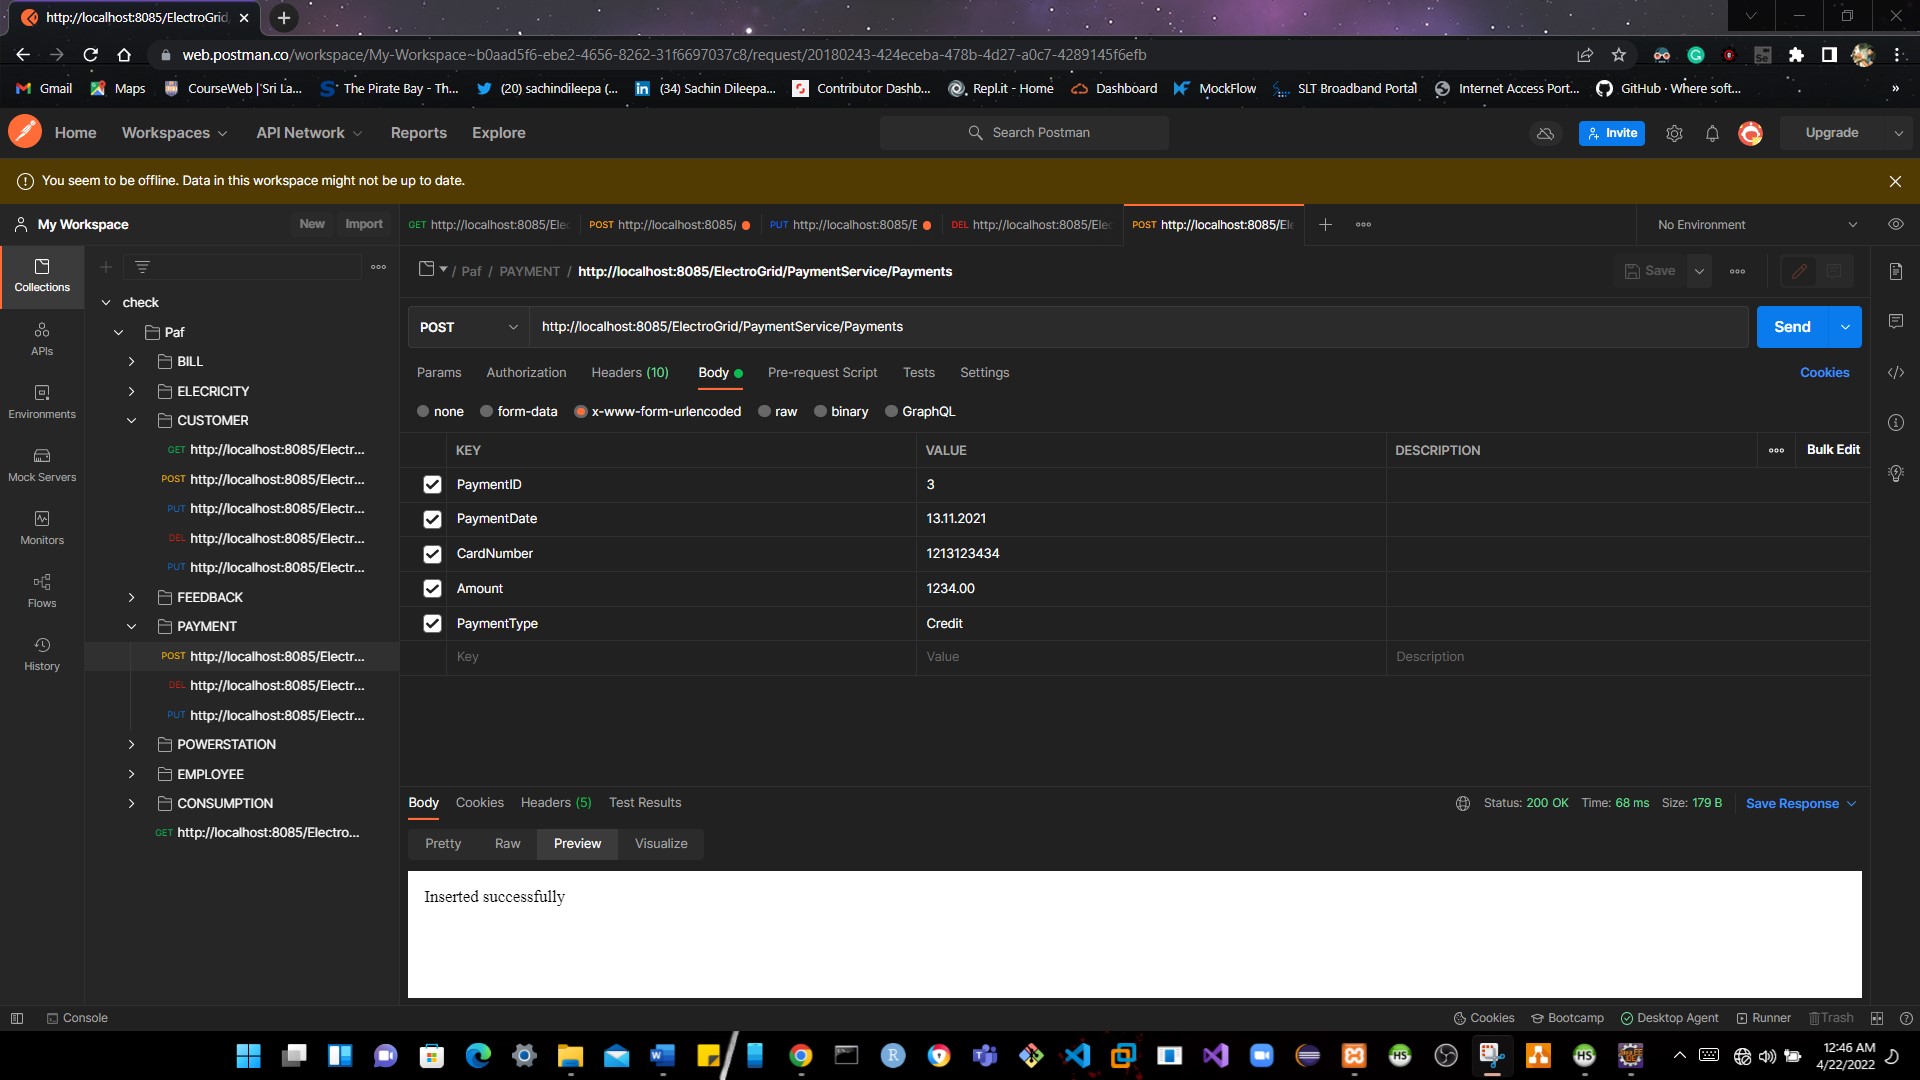 http://localhost:8085/ElectroGrid
web.postman.co/workspace/My-Workspace~b0aad5f6-ebe2-4656-8262-31f6697037c8/request/20180243-424eceba-478b-4d27-a0c7-4289145f6efb
Gmail Maps CourseWeb | Sri La... The Pirate Bay - Th... (20) sachindileepa (... (34) Sachin Dileepa... Contributor Dashb... Repl.it - Home Dashboard MockFlow SLT Broadband Portal Internet Access Port... GitHub · Where soft... »
Home Workspaces API Network Reports Explore Search Postman Invite Upgrade
You seem to be offline. Data in this workspace might not be up to date.
My Workspace New Import
GET http://localhost:8085/Elec POST http://localhost:8085/ PUT http://localhost:8085/E DEL http://localhost:8085/Elec POST http://localhost:8085/Ele No Environment
Collections
APIs
Environments
Mock Servers
Monitors
Flows
History
check
Paf
BILL
ELECRICITY
CUSTOMER
GET http://localhost:8085/Electr...
POST http://localhost:8085/Electr...
PUT http://localhost:8085/Electr...
DEL http://localhost:8085/Electr...
PUT http://localhost:8085/Electr...
FEEDBACK
PAYMENT
POST http://localhost:8085/Electr...
DEL http://localhost:8085/Electr...
PUT http://localhost:8085/Electr...
POWERSTATION
EMPLOYEE
CONSUMPTION
GET http://localhost:8085/Electro...
/ Paf / PAYMENT / http://localhost:8085/ElectroGrid/PaymentService/Payments Save
POST http://localhost:8085/ElectroGrid/PaymentService/Payments Send
Params Authorization Headers (10) Body Pre-request Script Tests Settings Cookies
none form-data x-www-form-urlencoded raw binary GraphQL
KEY VALUE DESCRIPTION Bulk Edit
PaymentID 3
PaymentDate 13.11.2021
CardNumber 1213123434
Amount 1234.00
PaymentType Credit
Key Value Description
Body Cookies Headers (5) Test Results Status: 200 OK Time: 68 ms Size: 179 B Save Response
Pretty Raw Preview Visualize
Inserted successfully
Console Cookies Bootcamp Desktop Agent Runner Trash
12:46 AM
4/22/2022